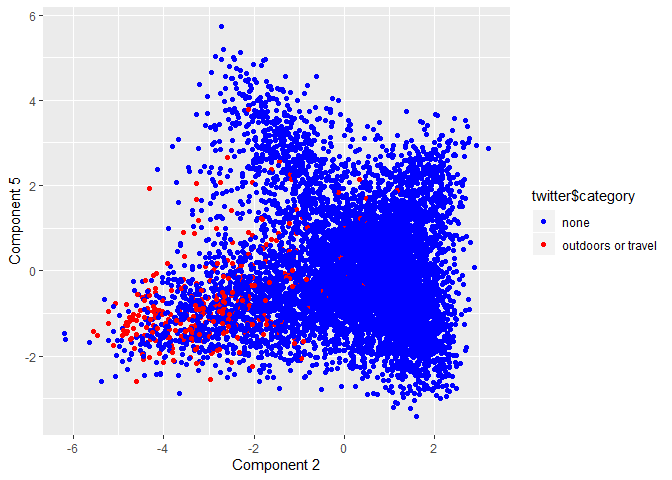 6
4
2
0
-2
Component 5
-6
-4
-2
0
2
Component 2
twitter$category
none
outdoors or travel